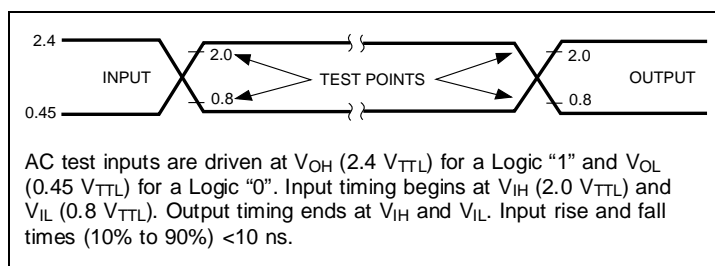 2.4
2.0
2.0
INPUT
TEST POINTS
OUTPUT
0.8
0.8
0.45
AC test inputs are driven at VOH (2.4 VTTL) for a Logic “1” and VOL
(0.45 VTTL) for a Logic “0”. Input timing begins at VIH (2.0 VTTL) and
VIL (0.8 VTTL). Output timing ends at VIH and VIL. Input rise and fall
times (10% to 90%) <10 ns.